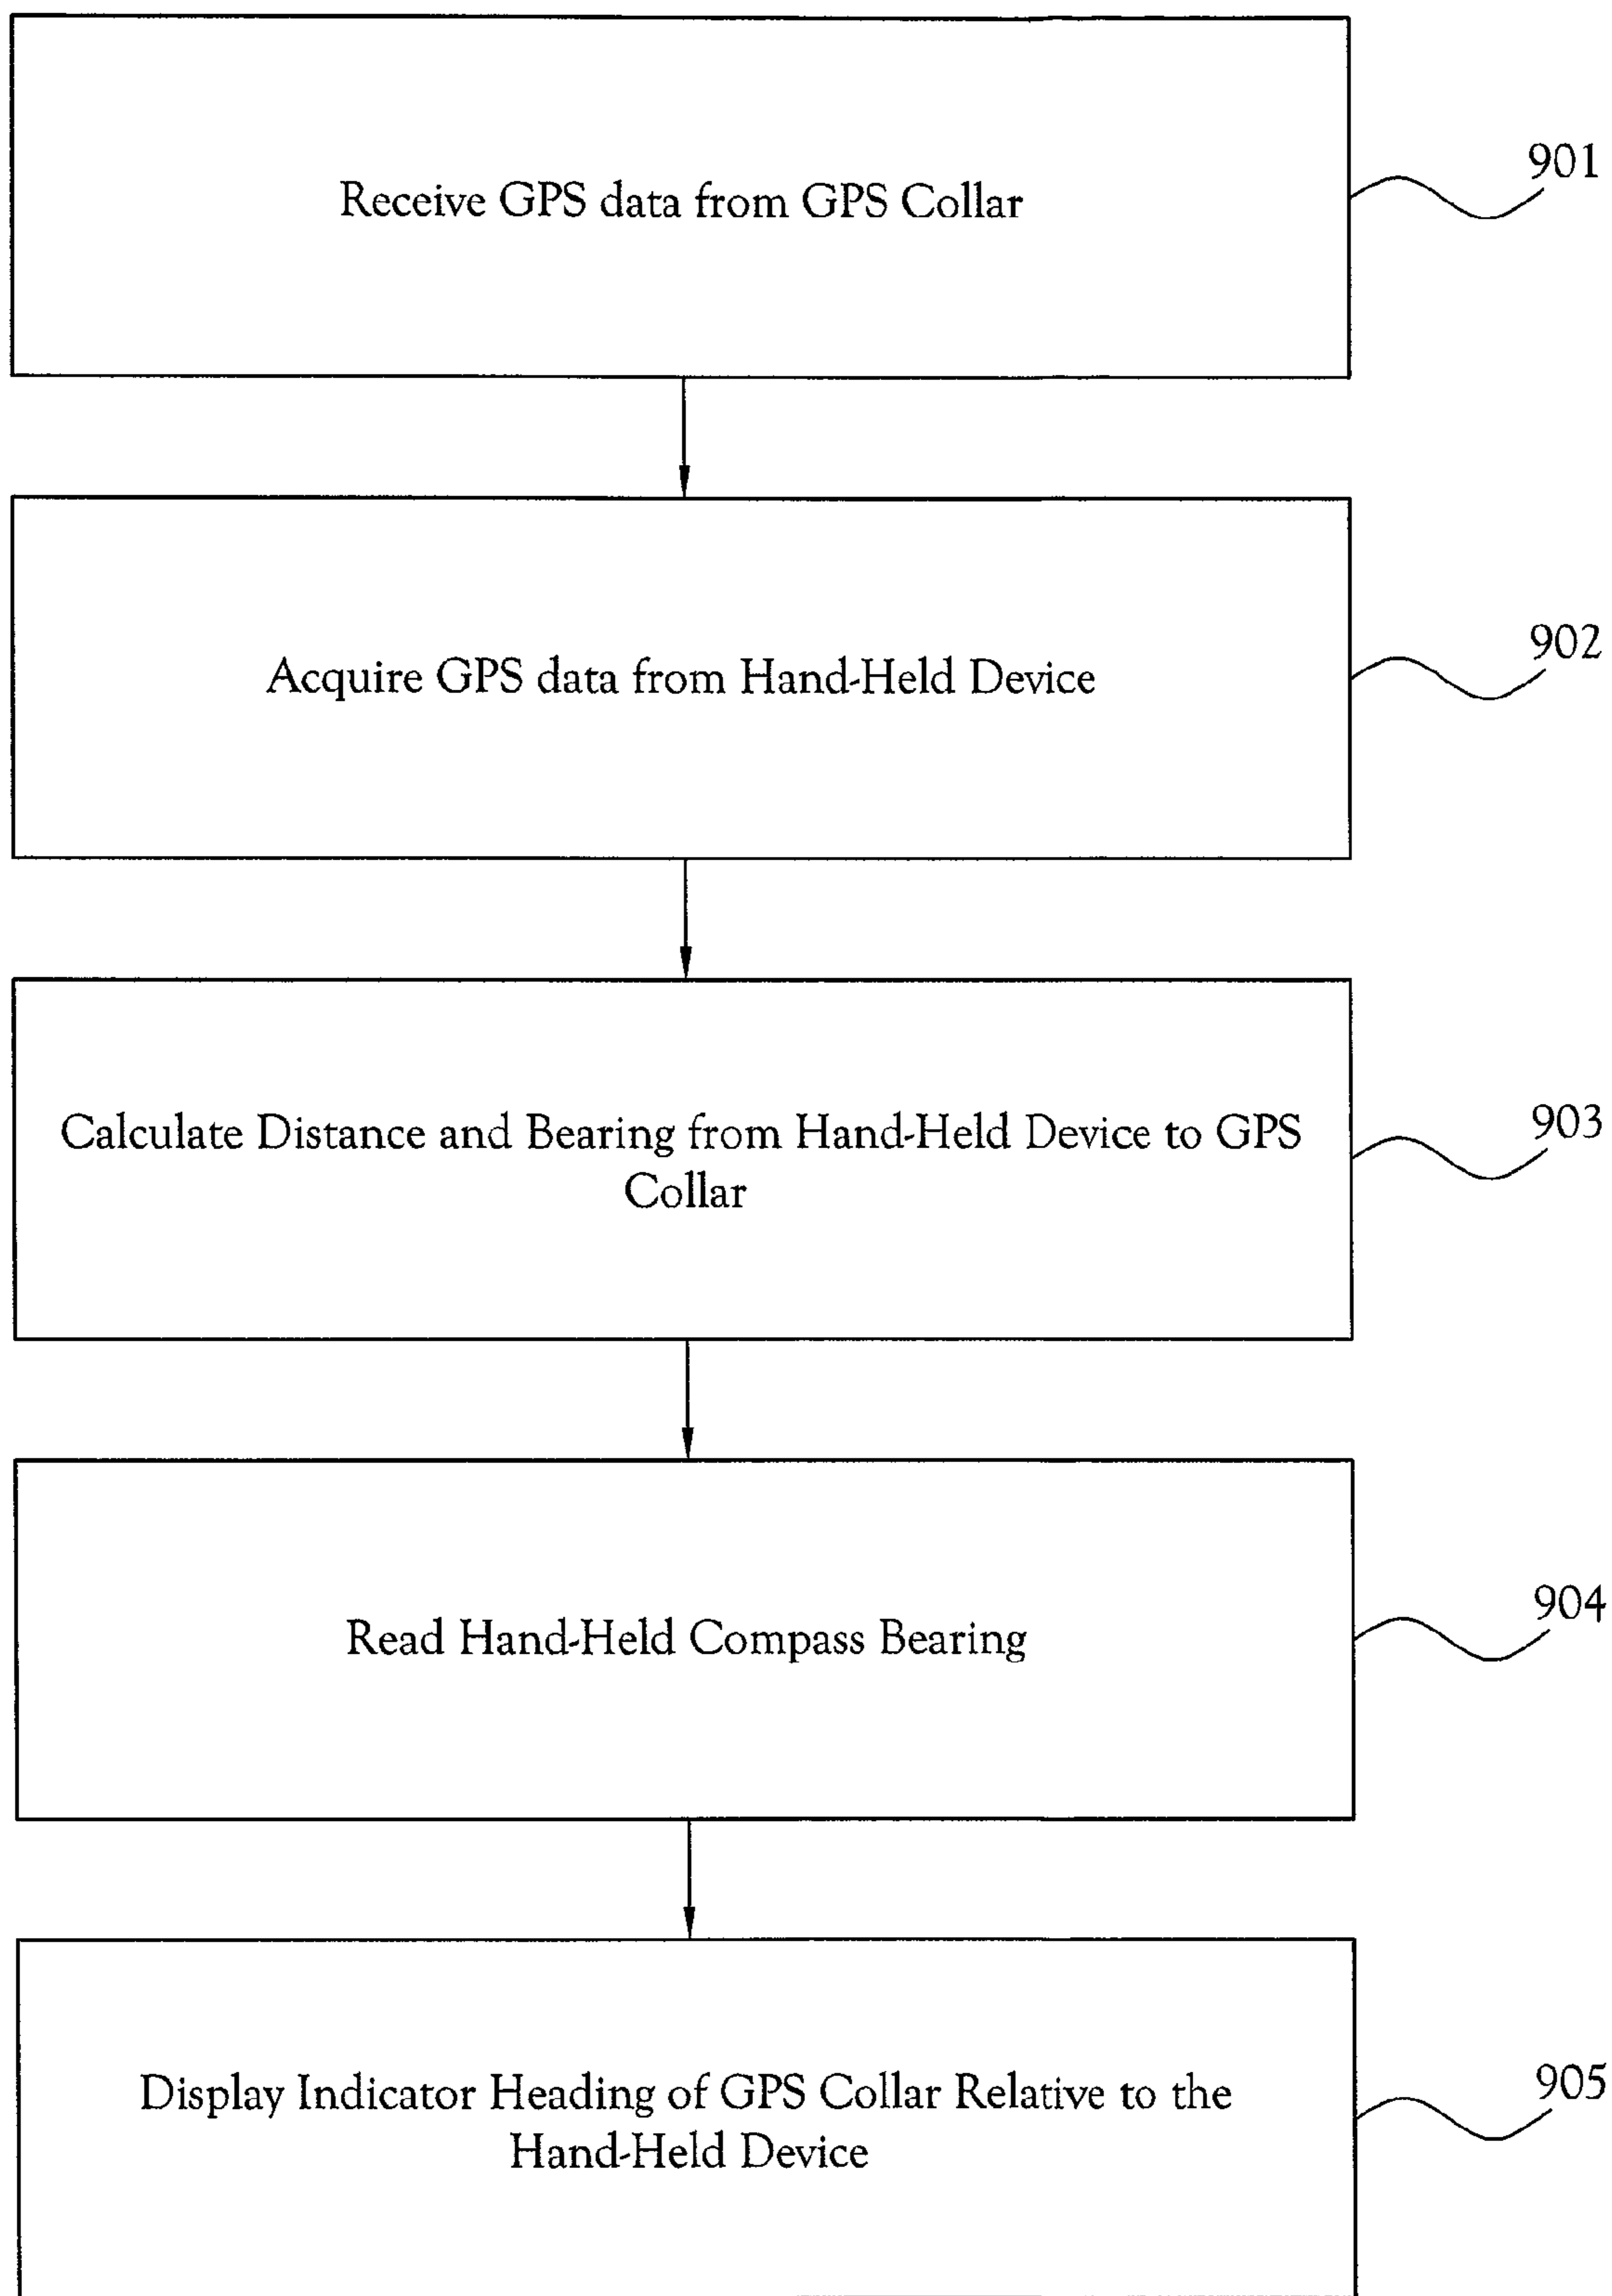 Receive GPS data from GPS Collar
901
Acquire GPS data from Hand-Held Device
902
Calculate Distance and Bearing from Hand-Held Device to GPS
Collar
903
Read Hand-Held Compass Bearing
904
Display Indicator Heading of GPS Collar Relative to the
Hand-Held Device
905